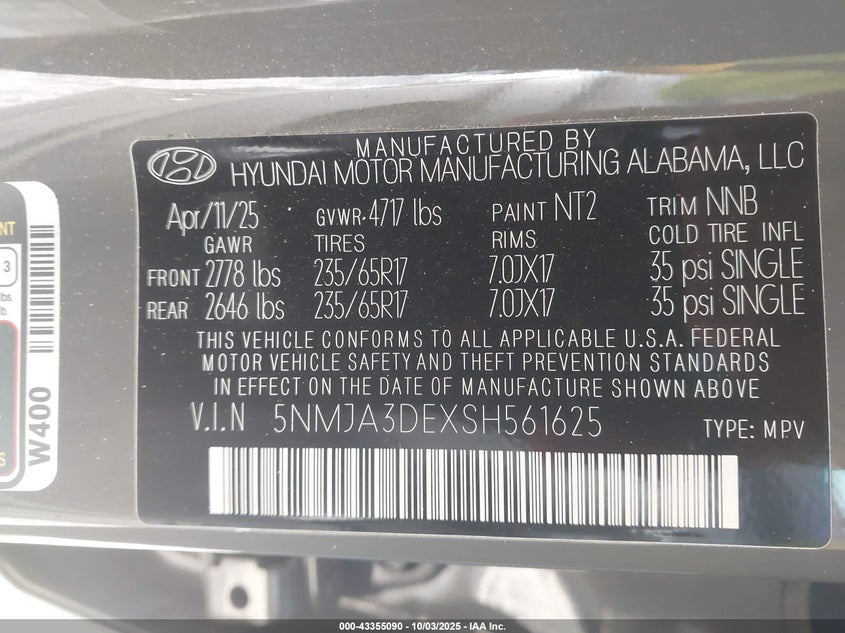 MANUFACTURED BY
HYUNDAI MOTOR MANUFACTURING ALABAMA, LLC
Apr/11/25 GVWR 4717 lbs PAINT NT2 TRIM NNB
GAWR TIRES RIMS COLD TIRE INFL
FRONT 2778 lbs 235/65R17 7.0JX17 35 psi SINGLE
REAR 2646 lbs 235/65R17 7.0JX17 35 psi SINGLE
THIS VEHICLE CONFORMS TO ALL APPLICABLE U.S.A. FEDERAL
MOTOR VEHICLE SAFETY AND THEFT PREVENTION STANDARDS
IN EFFECT ON THE DATE OF MANUFACTURE SHOWN ABOVE
V.I.N 5NMJA3DEXSH561625 TYPE: MPV
W400
NT
3
lbs.
lb.
S
000-43355090 - 10/03/2025 - IAA Inc.